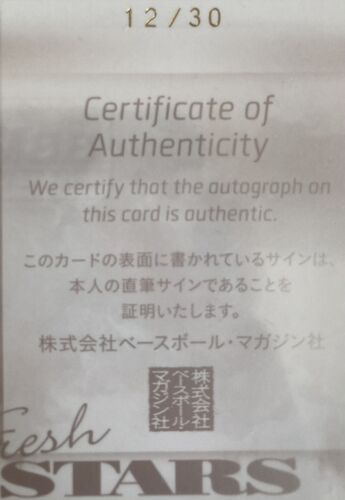 12/30
Certificate of
Authenticity
We certify that the autograph on
this card is authentic.
このカードの表面に書かれているサインは、
本人の直筆サインであることを
証明いたします。
株式会社ベースボール・マガジン社
株式会社
ベースボール・
マガジン社
Fresh
STARS